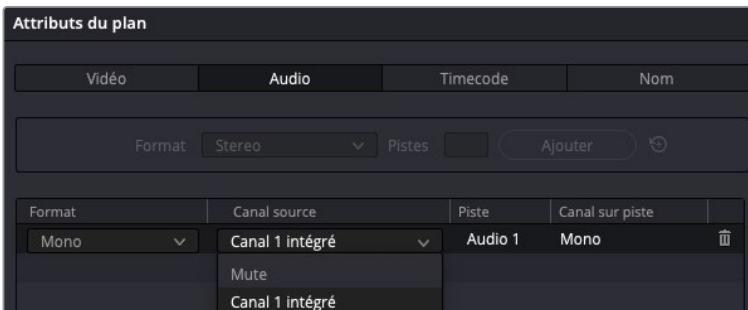 Attributs du plan
Vidéo Audio Timecode Nom
Format Stereo Pistes Ajouter
Format Canal source Piste Canal sur piste
Mono Canal 1 intégré Audio 1 Mono
Mute
Canal 1 intégré